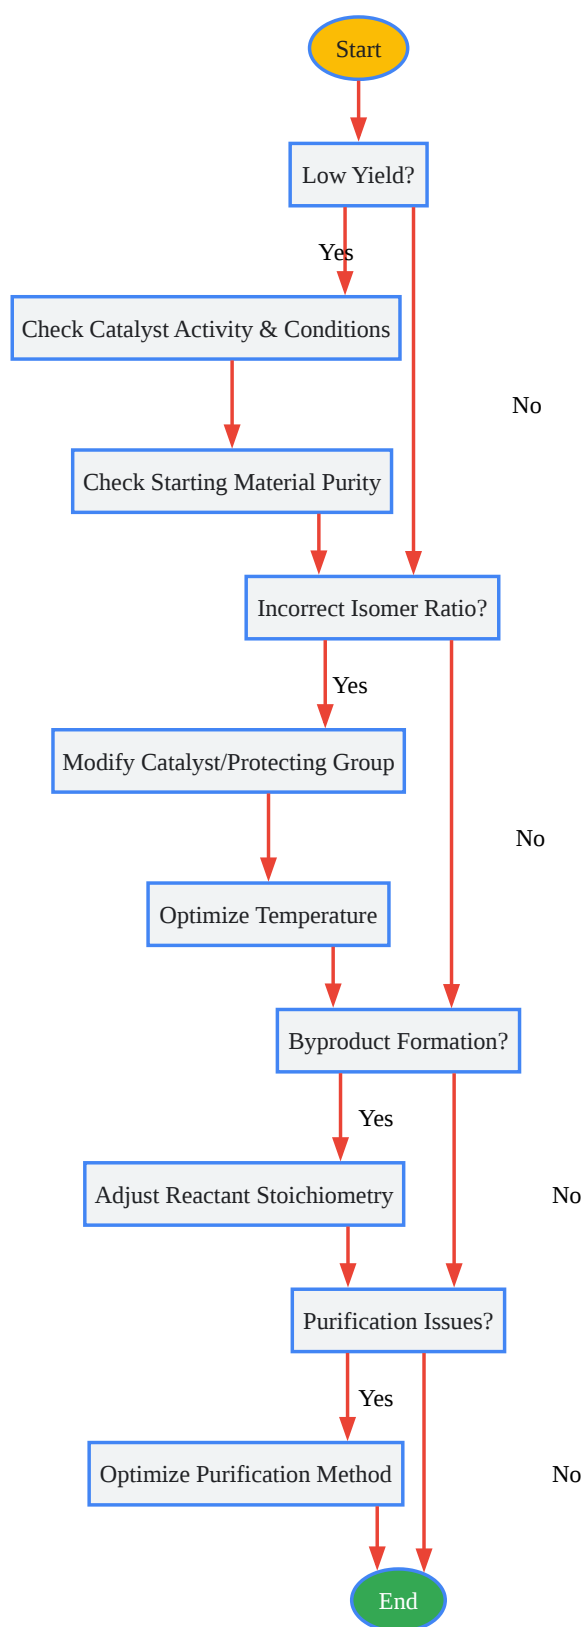 Start
Low Yield?
Yes
Check Catalyst Activity & Conditions
No
Check Starting Material Purity
Incorrect Isomer Ratio?
Yes
Modify Catalyst/Protecting Group
No
Optimize Temperature
Byproduct Formation?
Yes
Adjust Reactant Stoichiometry
No
Purification Issues?
Yes
Optimize Purification Method
No
End